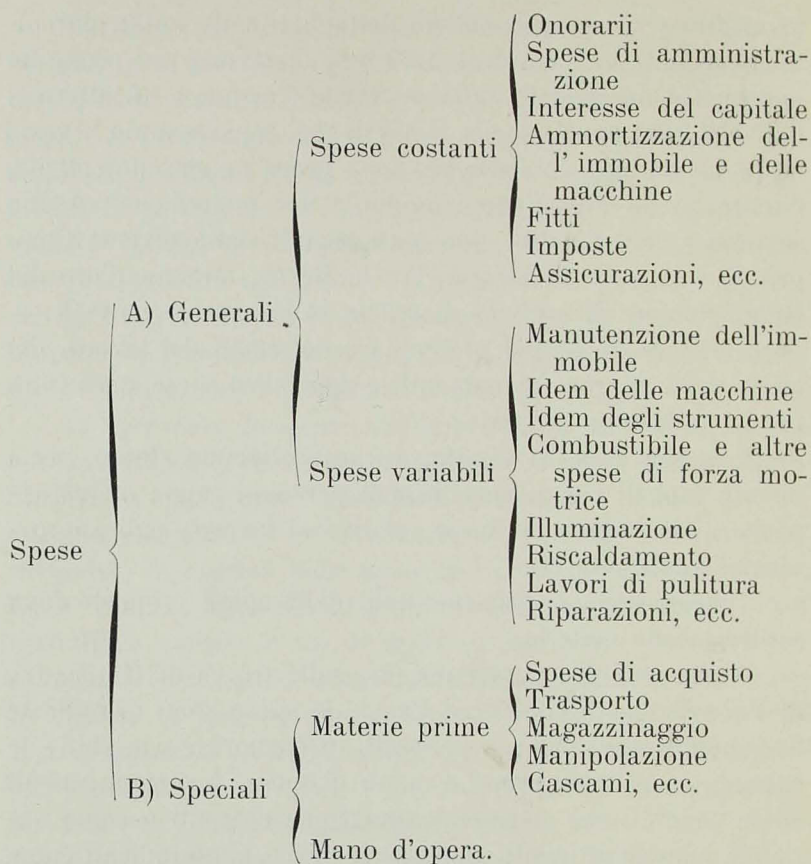 Onorarii
Spese di amministra-
zione
Interesse del capitale
Spese costanti
Ammortizzazione del-
l' immobile e delle
macchine
Fitti
Imposte
Assicurazioni, ecc.
A) Generali
Manutenzione dell'im-
mobile
Idem delle macchine
Idem degli strumenti
Spese variabili
Combustibile e altre
spese di forza mo-
trice
Illuminazione
Spese
Riscaldamento
Lavori di pulitura
Riparazioni, ecc.
Spese di acquisto
Trasporto
Materie prime
Magazzinaggio
Manipolazione
B) Speciali
Cascami, ecc.
Mano d'opera.